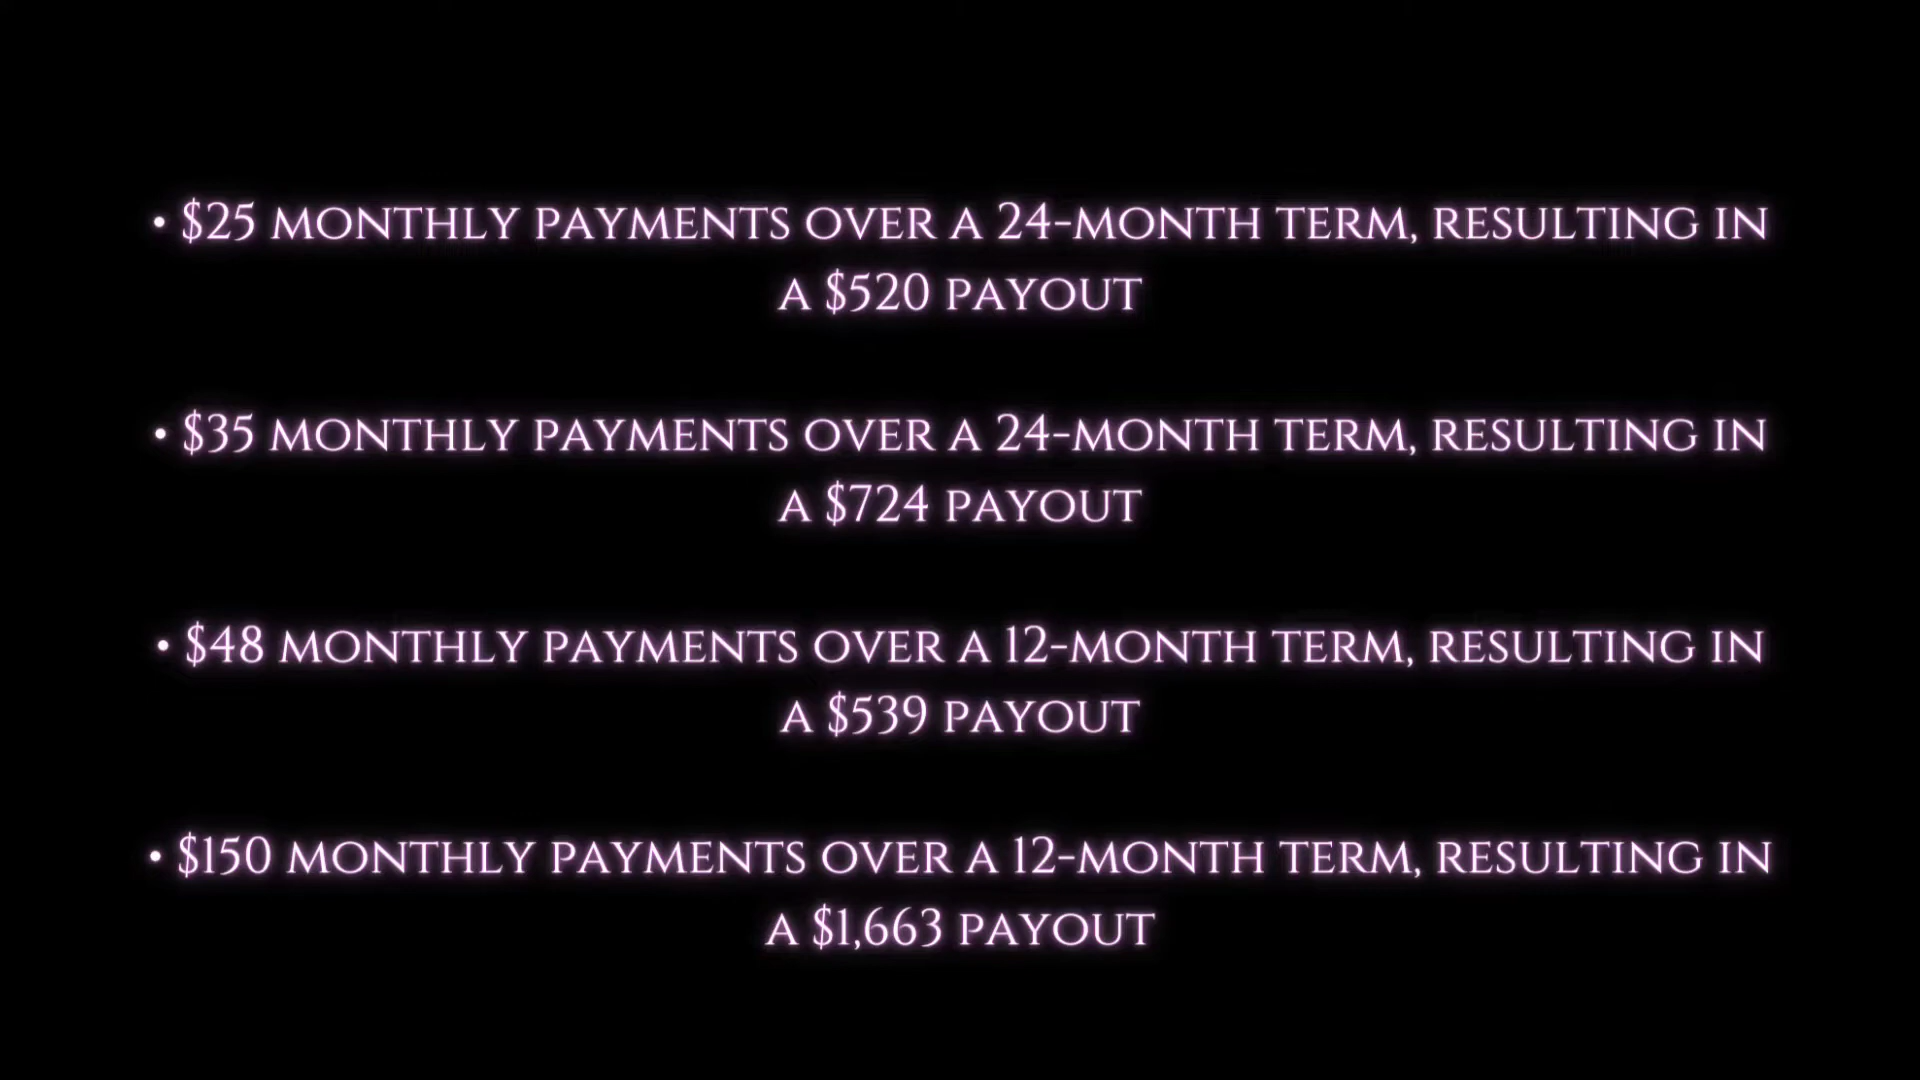 • $25 MONTHLY PAYMENTS OVER A 24-MONTH TERM, RESULTING IN
A $520 PAYOUT
• $35 MONTHLY PAYMENTS OVER A 24-MONTH TERM, RESULTING IN
A $724 PAYOUT
• $48 MONTHLY PAYMENTS OVER A 12-MONTH TERM, RESULTING IN
A $539 PAYOUT
• $150 MONTHLY PAYMENTS OVER A 12-MONTH TERM, RESULTING IN
A $1,663 PAYOUT